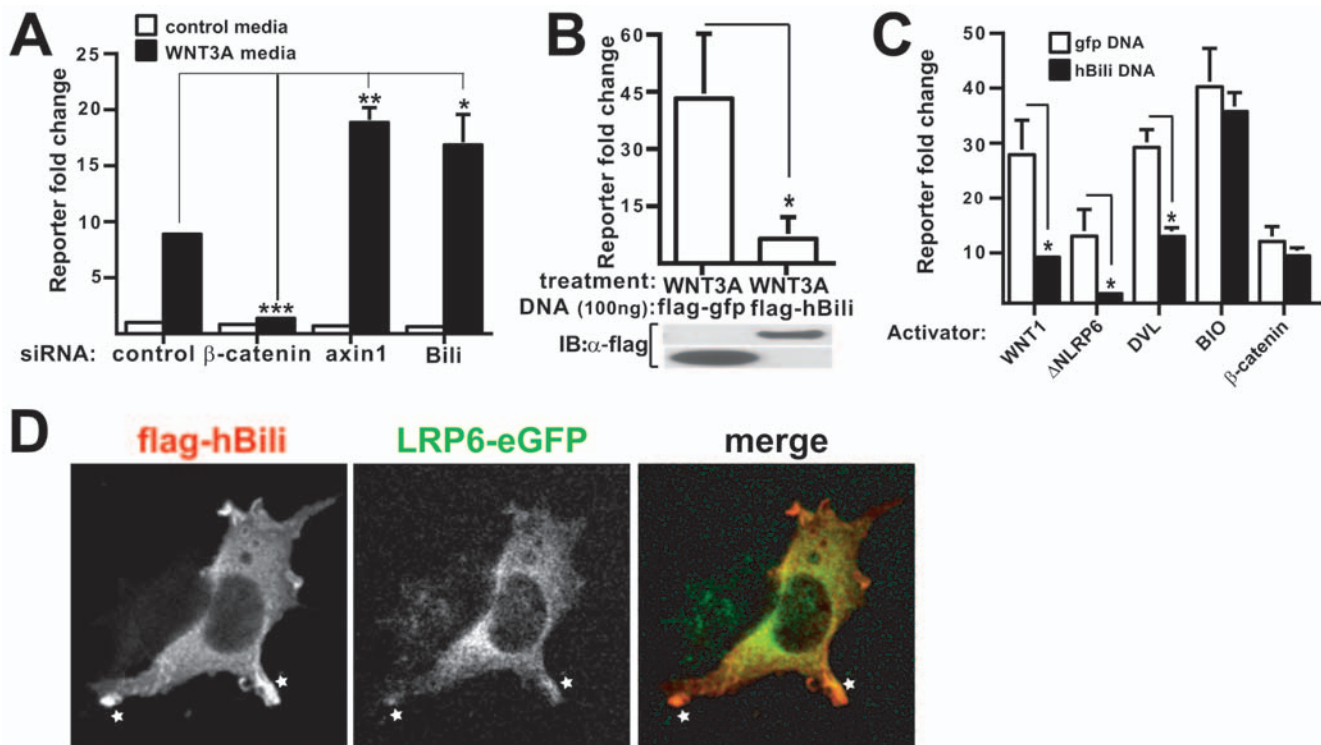 A
control media
WNT3A media
Reporter fold change
25
20
15
10
5
***
**
*
siRNA: control β-catenin axin1 Bili
B
Reporter fold change
60
45
30
15
*
treatment: WNT3A WNT3A
DNA (100ng): flag-gfp flag-hBili
IB:α-flag
C
gfp DNA
hBili DNA
Reporter fold change
50
40
30
20
10
*
*
*
Activator: WNT1 ΔNLRP6 DVL BIO β-catenin
D
flag-hBili LRP6-eGFP merge